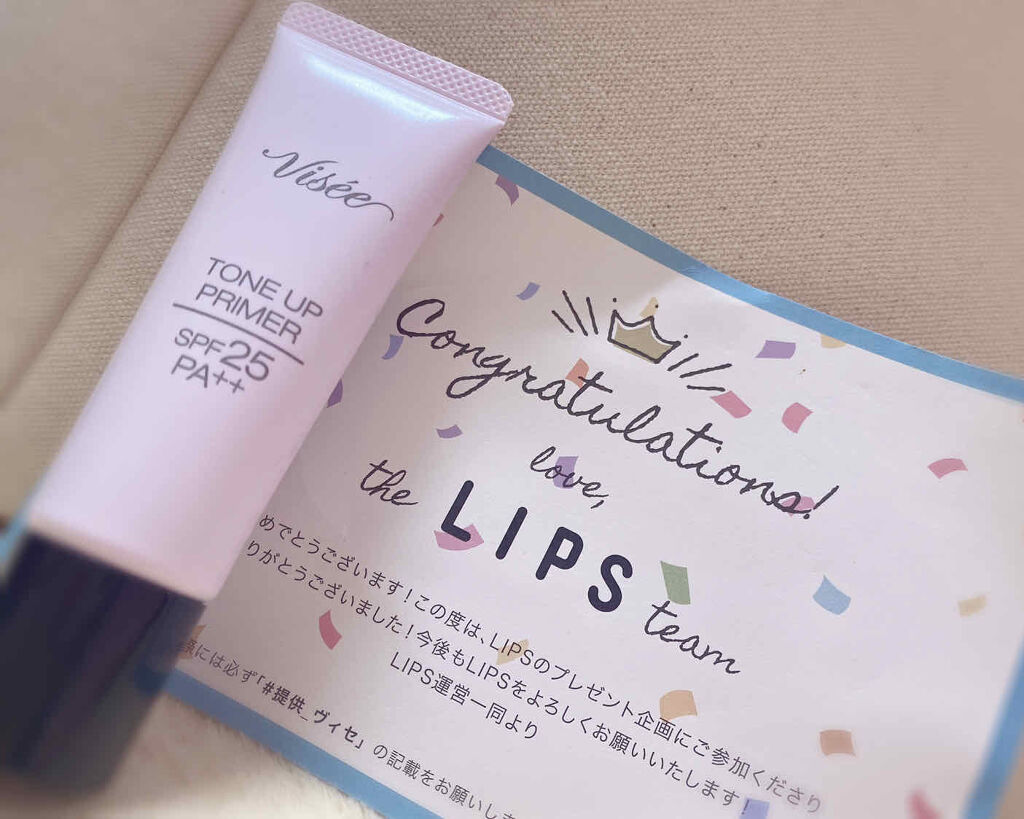 Visée
TONE UP
PRIMER
SPF25
PA++
Congratulations!
love,
the LIPS team
めでとうございます！この度は、LIPSのプレゼント企画にご参加くださり
りがとうございました！今後もLIPSをよろしくお願いいたします！
LIPS運営一同より
には必ず「#提供_ヴィセ」の記載をお願いしま